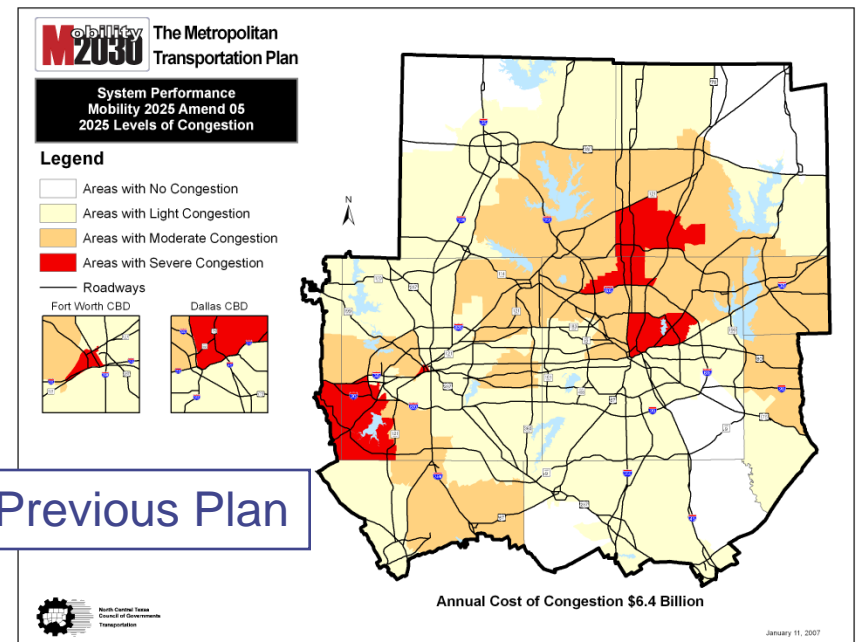 Mobility
M2030
The Metropolitan
Transportation Plan
System Performance
Mobility 2025 Amend 05
2025 Levels of Congestion
Legend
Areas with No Congestion
Areas with Light Congestion
Areas with Moderate Congestion
Areas with Severe Congestion
Roadways
Fort Worth CBD
Dallas CBD
N
Previous Plan
Annual Cost of Congestion $6.4 Billion
North Central Texas
Council of Governments
Transportation
January 11, 2007